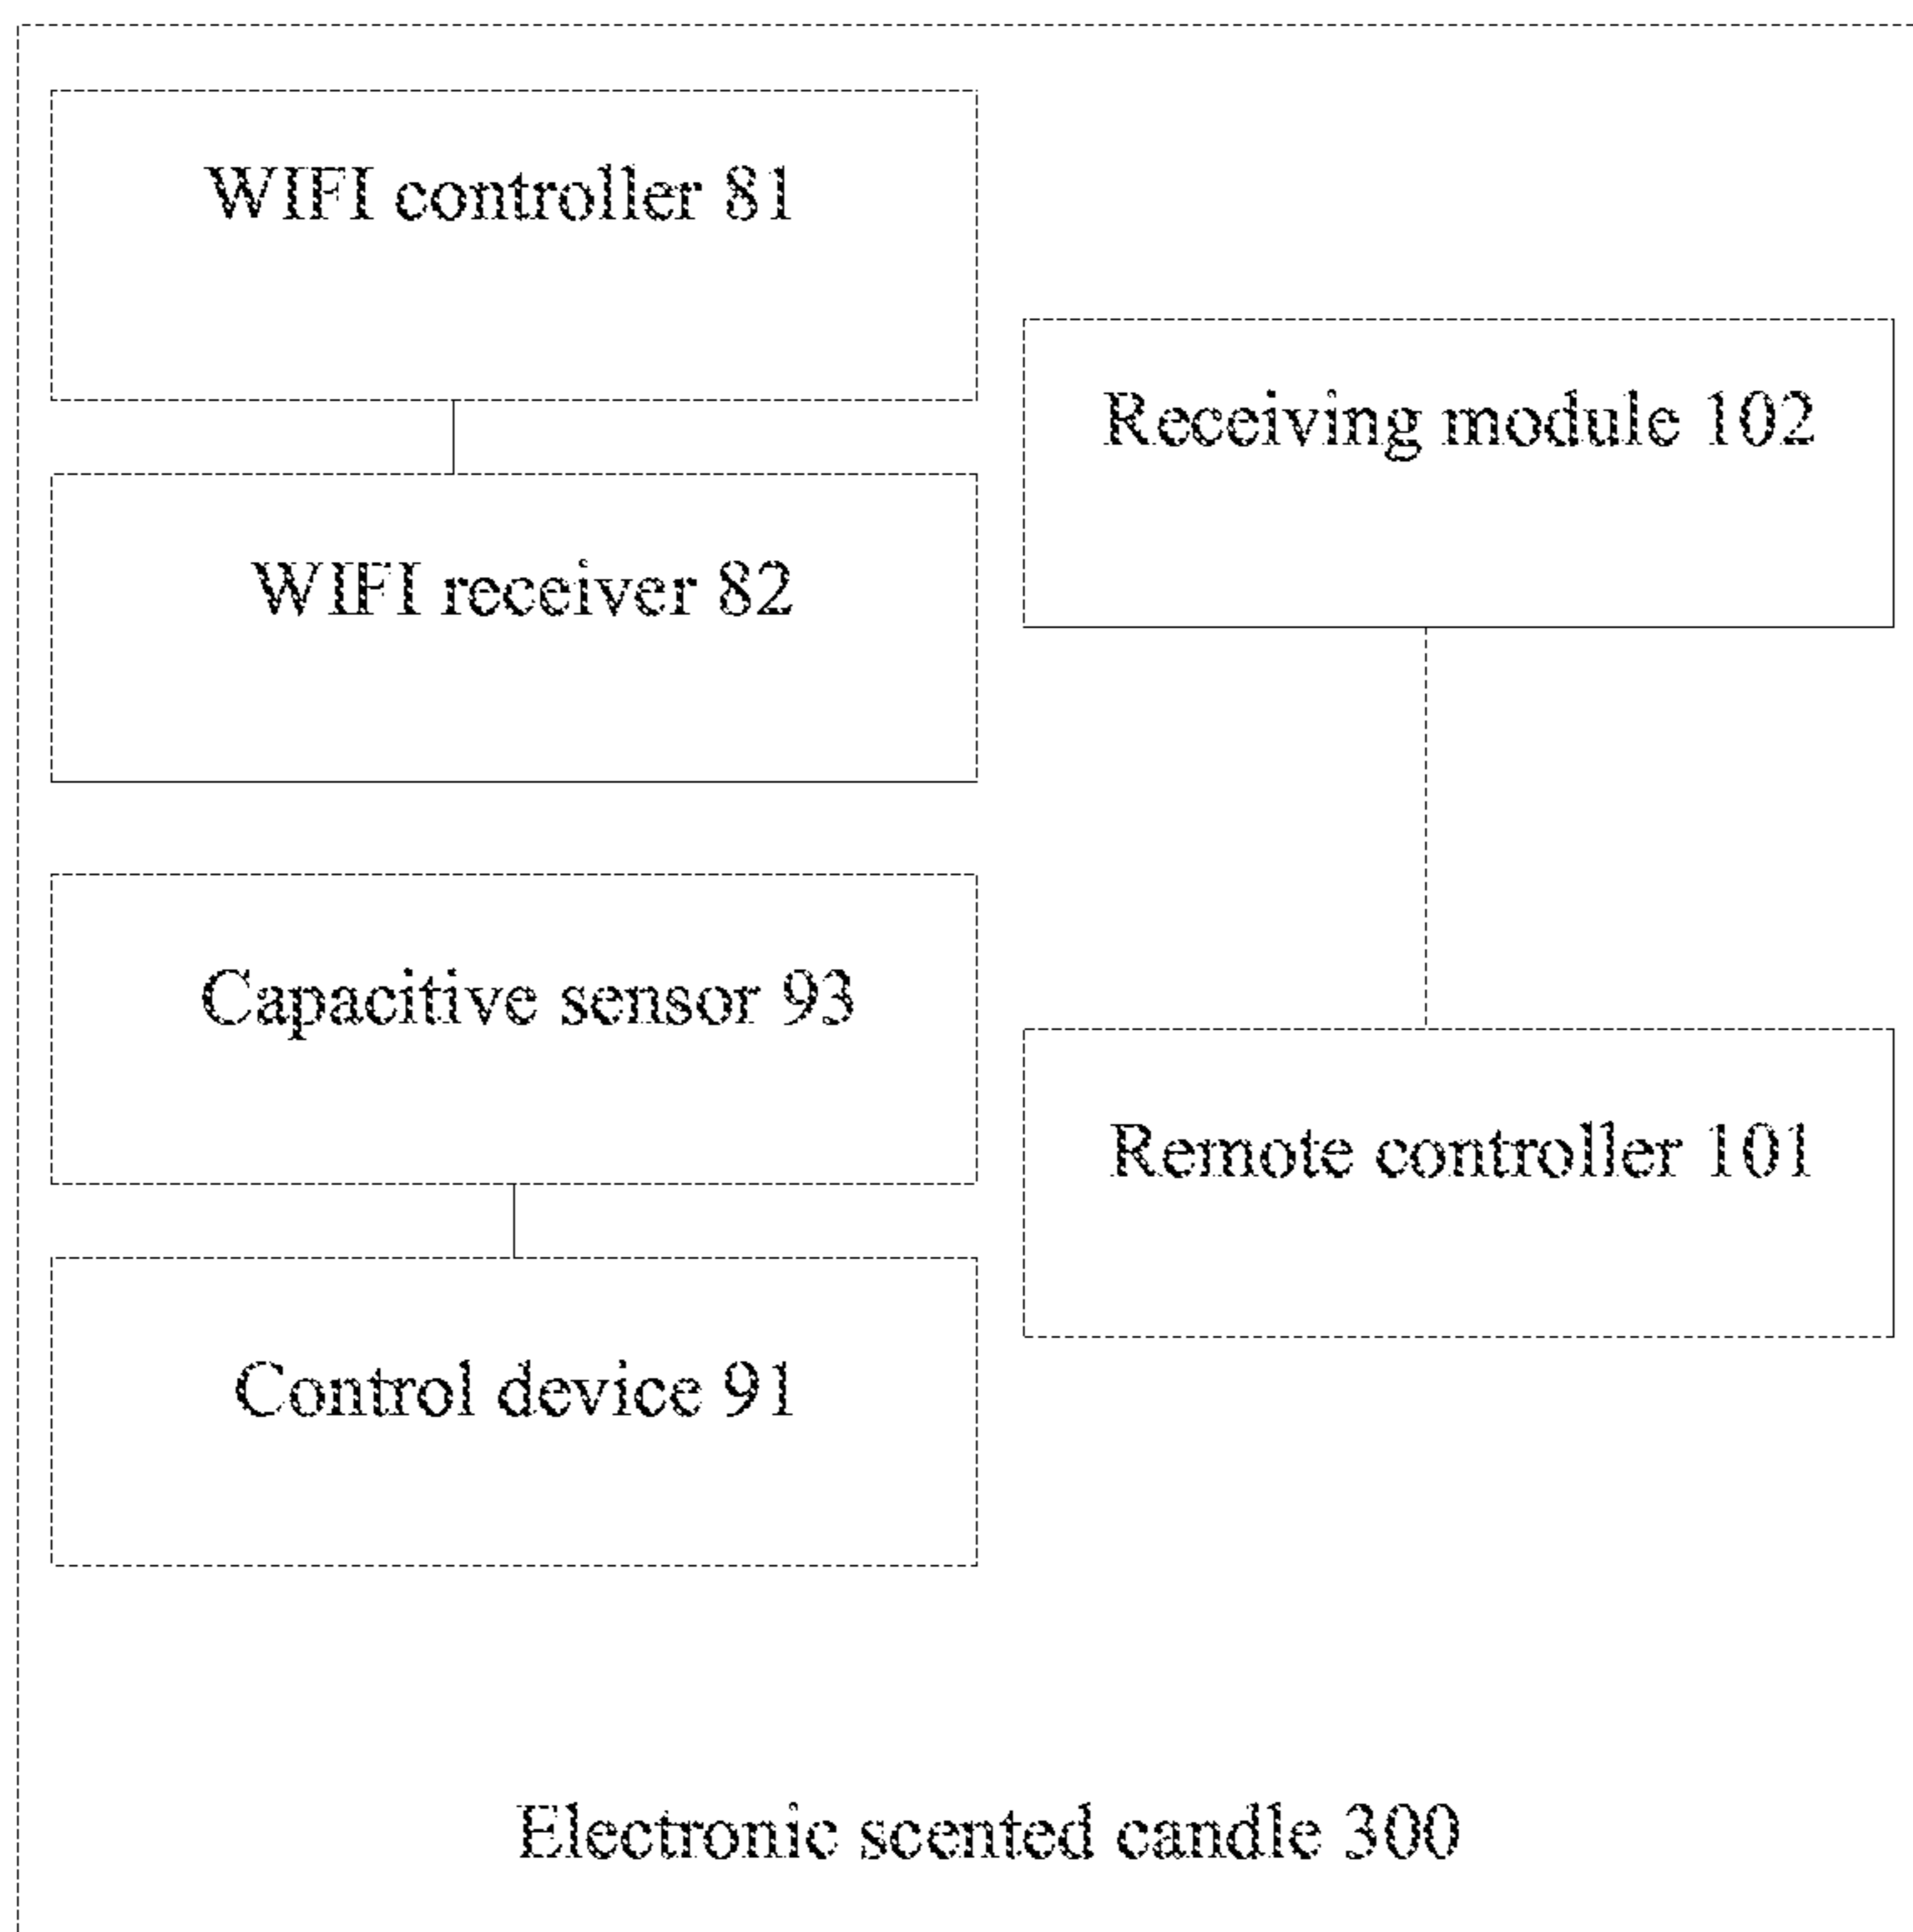 WIFI controller 81
WIFI receiver 82
Capacitive sensor 93
Control device 91
Receiving module 102
Remote controller 101
Electronic scented candle 300